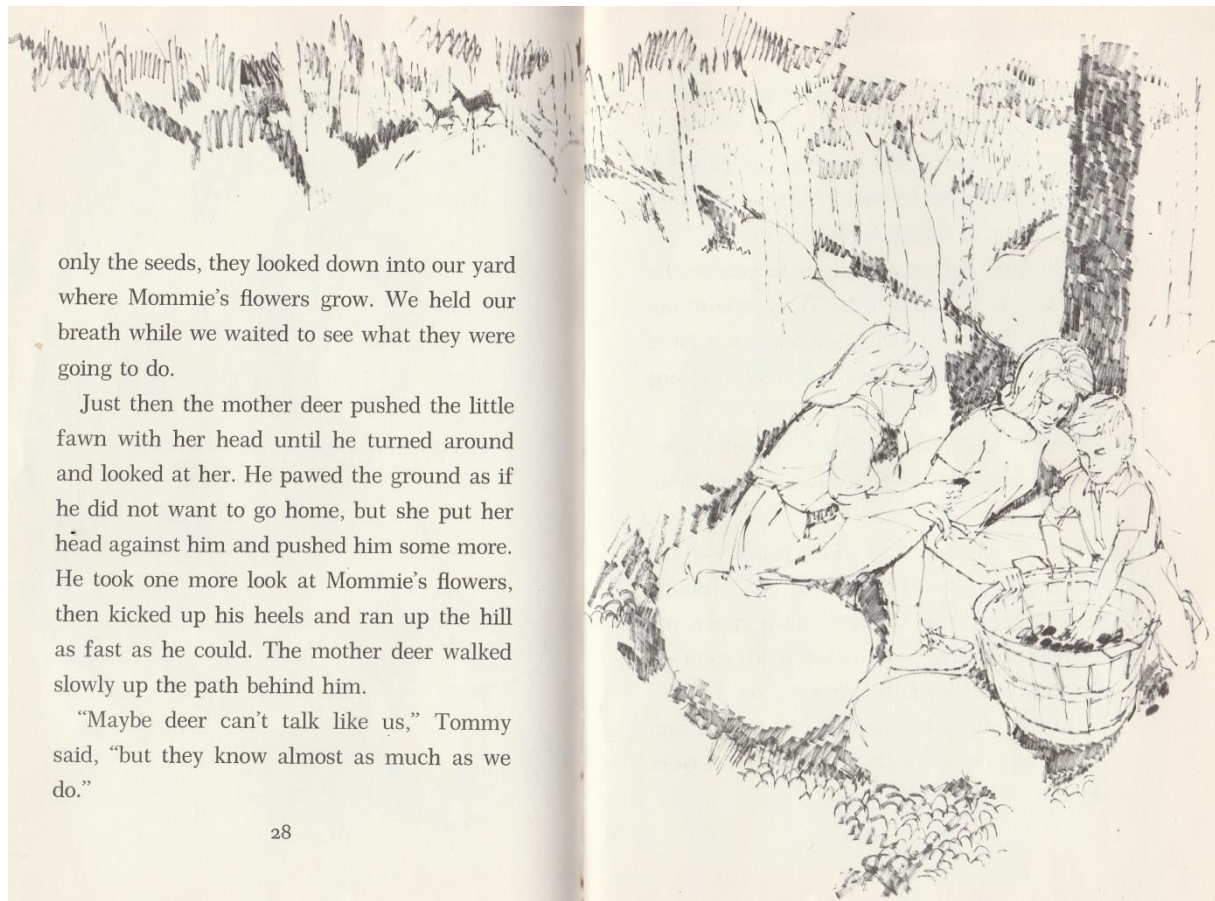 only the seeds, they looked down into our yard
where Mommie’s flowers grow. We held our
breath while we waited to see what they were
going to do.
Just then the mother deer pushed the little
fawn with her head until he turned around
and looked at her. He pawed the ground as if
he did not want to go home, but she put her
head against him and pushed him some more.
He took one more look at Mommie’s flowers,
then kicked up his heels and ran up the hill
as fast as he could. The mother deer walked
slowly up the path behind him.
“Maybe deer can’t talk like us,” Tommy
said, “but they know almost as much as we
do.”
28